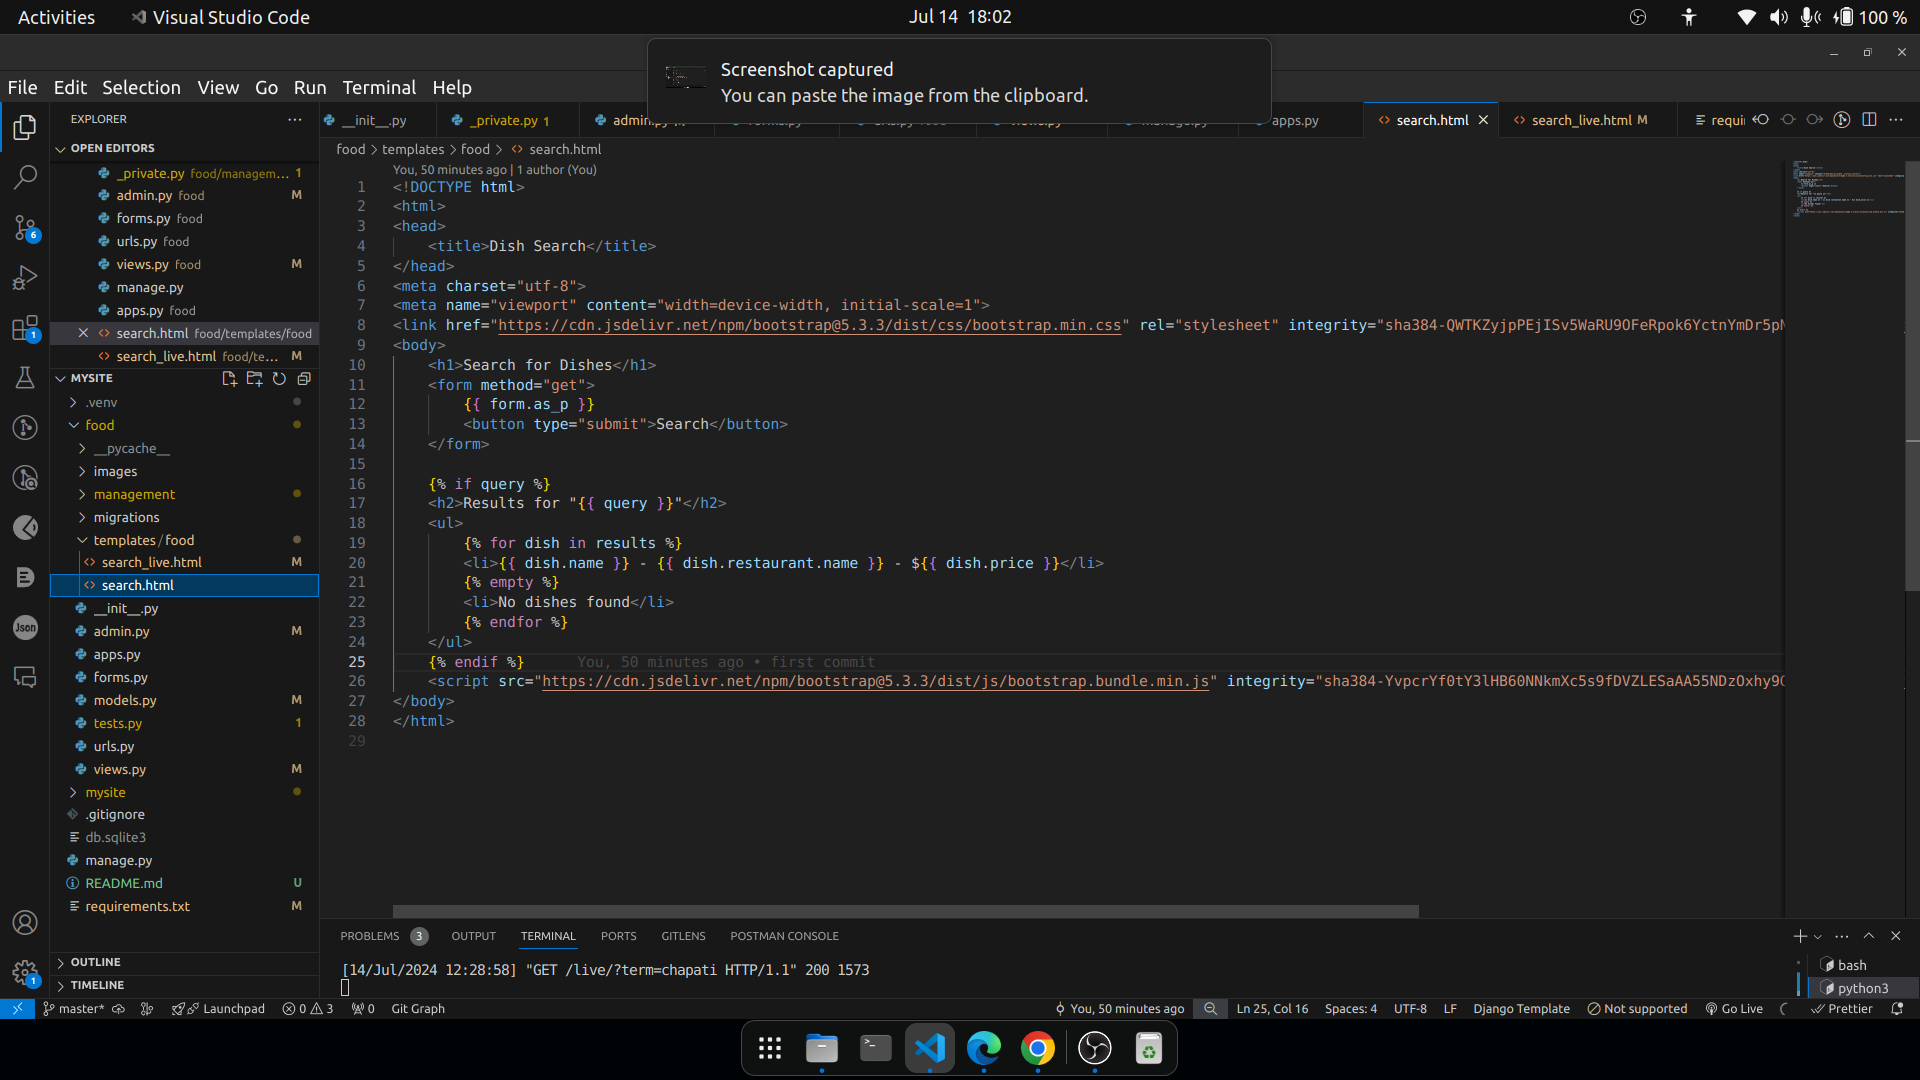 Activities Visual Studio Code Jul 14 18:02 100 %
Screenshot captured
You can paste the image from the clipboard.
File Edit Selection View Go Run Terminal Help
EXPLORER
OPEN EDITORS
_private.py food/managem... 1
admin.py food M
forms.py food
urls.py food
views.py food M
manage.py
apps.py food
search.html food/templates/food
search_live.html food/te... M
MYSITE
.venv
food
__pycache__
images
management
migrations
templates/food
search_live.html M
search.html
__init__.py
admin.py M
apps.py
forms.py
models.py M
tests.py 1
urls.py
views.py M
mysite
.gitignore
db.sqlite3
manage.py
README.md U
requirements.txt M
OUTLINE
TIMELINE
6
1
Json
1
__init__.py _private.py 1 apps.py search.html search_live.html M requi
food > templates > food > search.html
You, 50 minutes ago | 1 author (You)
1 <!DOCTYPE html>
2 <html>
3 <head>
4 <title>Dish Search</title>
5 </head>
6 <meta charset="utf-8">
7 <meta name="viewport" content="width=device-width, initial-scale=1">
8 <link href="https://cdn.jsdelivr.net/npm/bootstrap@5.3.3/dist/css/bootstrap.min.css" rel="stylesheet" integrity="sha384-QWTKZyjpPEjISv5WaRU9OFeRpok6YctnYmDr5pN
9 <body>
10 <h1>Search for Dishes</h1>
11 <form method="get">
12 {{ form.as_p }}
13 <button type="submit">Search</button>
14 </form>
15
16 {% if query %}
17 <h2>Results for "{{ query }}"</h2>
18 <ul>
19 {% for dish in results %}
20 <li>{{ dish.name }} - {{ dish.restaurant.name }} - ${{ dish.price }}</li>
21 {% empty %}
22 <li>No dishes found</li>
23 {% endfor %}
24 </ul>
25 {% endif %} You, 50 minutes ago • first commit
26 <script src="https://cdn.jsdelivr.net/npm/bootstrap@5.3.3/dist/js/bootstrap.bundle.min.js" integrity="sha384-YvpcrYf0tY3lHB60NNkmXc5s9fDVZLESaAA55NDzOxhy9G
27 </body>
28 </html>
29
PROBLEMS 3 OUTPUT TERMINAL PORTS GITLENS POSTMAN CONSOLE
[14/Jul/2024 12:28:58] "GET /live/?term=chapati HTTP/1.1" 200 1573
bash
python3
master* Launchpad 0 3 0 Git Graph You, 50 minutes ago Ln 25, Col 16 Spaces: 4 UTF-8 LF Django Template Not supported Go Live Prettier